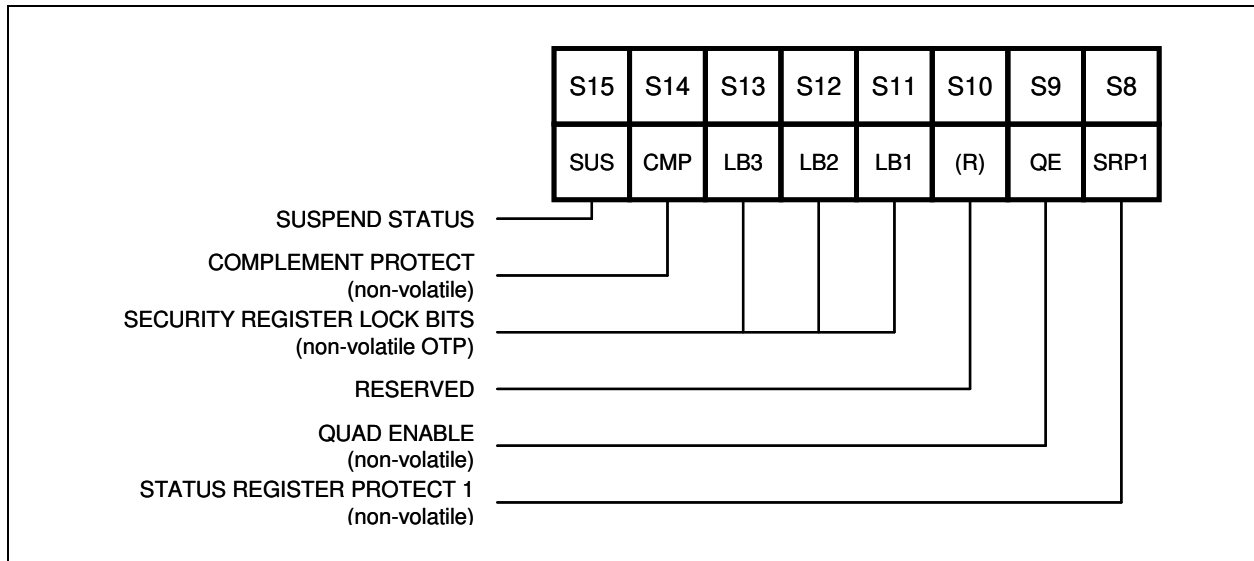 S15 S14 S13 S12 S11 S10 S9 S8
SUS CMP LB3 LB2 LB1 (R) QE SRP1
SUSPEND STATUS
COMPLEMENT PROTECT
(non-volatile)
SECURITY REGISTER LOCK BITS
(non-volatile OTP)
RESERVED
QUAD ENABLE
(non-volatile)
STATUS REGISTER PROTECT 1
(non-volatile)